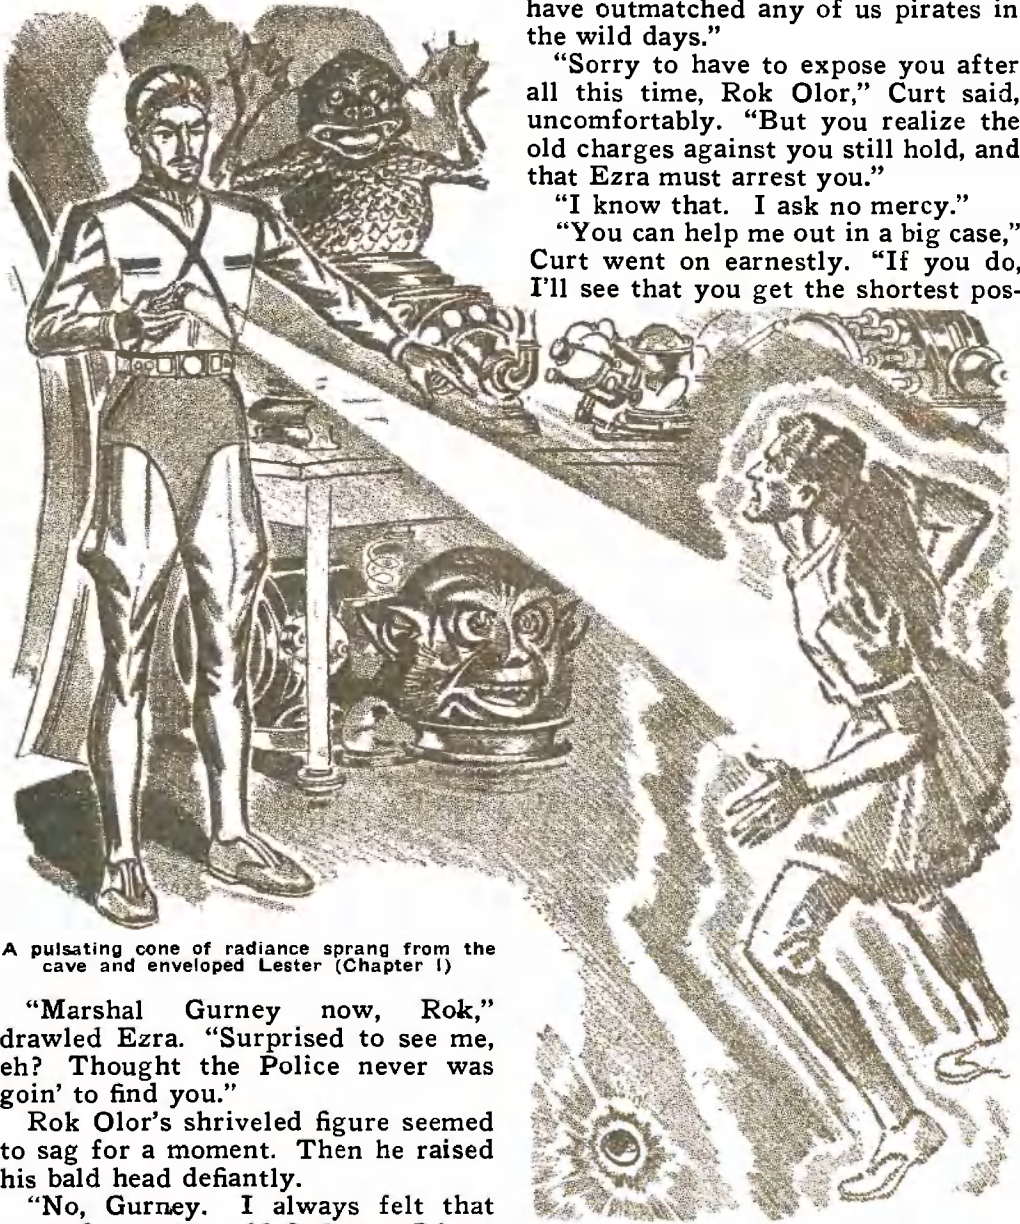 A pulsating cone of radiance sprang from the
cave and enveloped Lester (Chapter I)
"Marshal Gurney now, Rok,"
drawled Ezra. "Surprised to see me,
eh? Thought the Police never was
goin' to find you."
Rok Olor's shriveled figure seemed
to sag for a moment. Then he raised
his bald head defiantly.
"No, Gurney. I always felt that
have outmatched any of us pirates in
the wild days."
"Sorry to have to expose you after
all this time, Rok Olor," Curt said,
uncomfortably. "But you realize the
old charges against you still hold, and
that Ezra must arrest you."
"I know that. I ask no mercy."
"You can help me out in a big case,"
Curt went on earnestly. "If you do,
I'll see that you get the shortest pos-